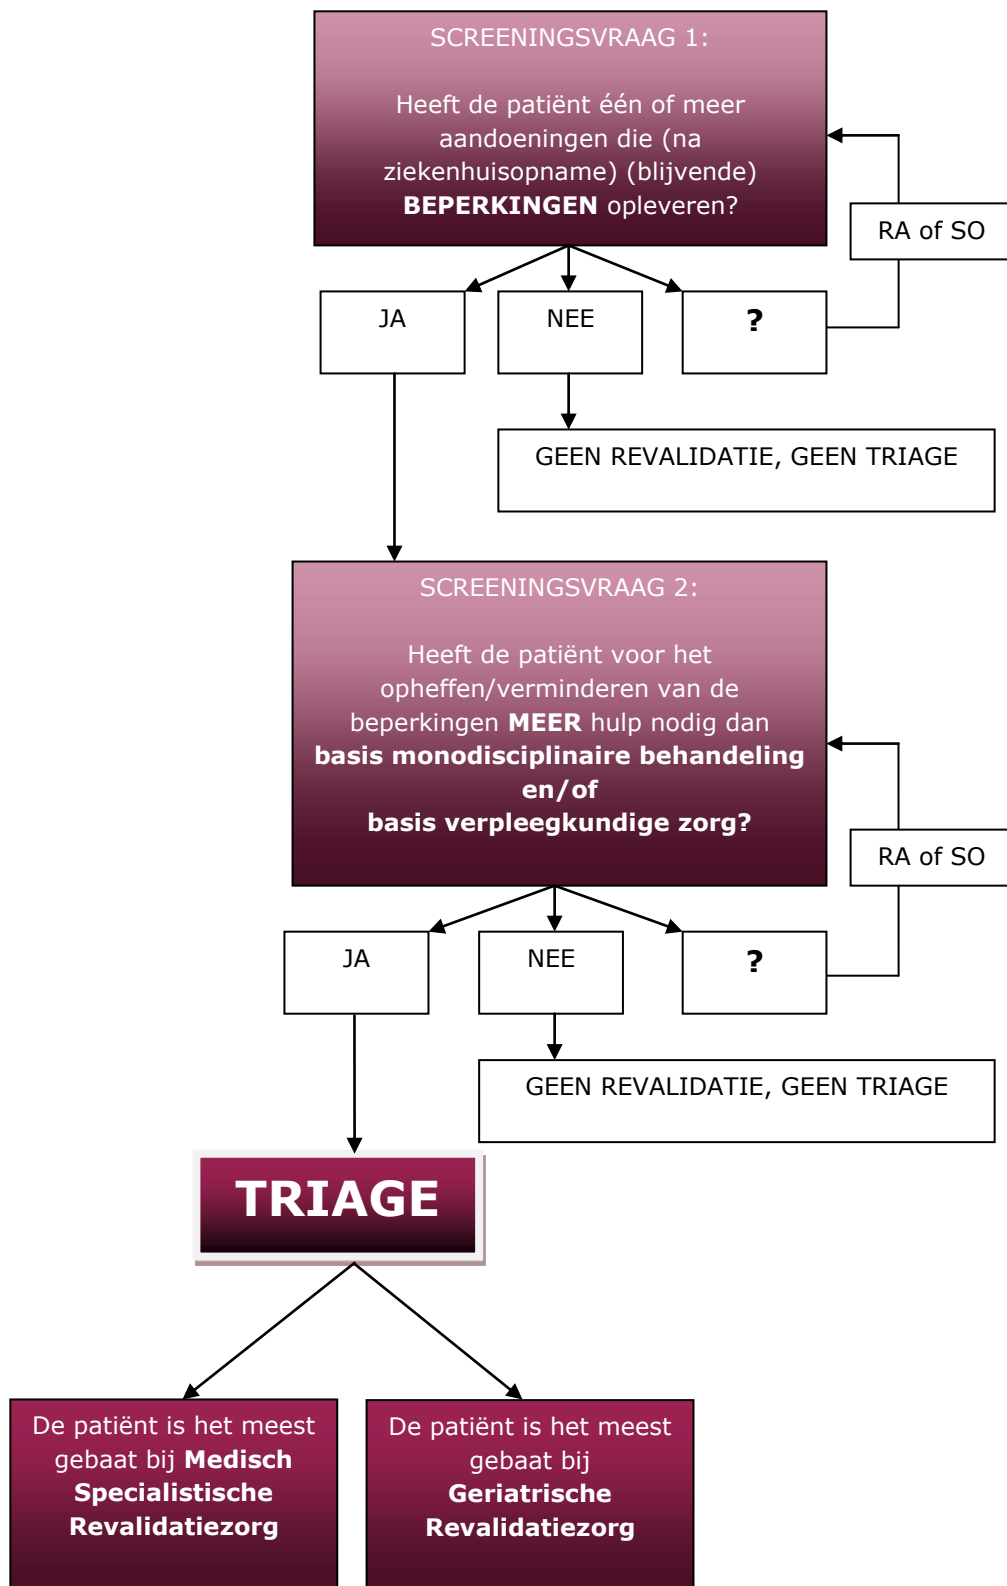 SCREENINGSVRAAG 1:
Heeft de patiënt één of meer
aandoeningen die (na
ziekenhuisopname) (blijvende)
BEPERKINGEN opleveren?
RA of SO
JA
NEE
?
GEEN REVALIDATIE, GEEN TRIAGE
SCREENINGSVRAAG 2:
Heeft de patiënt voor het
opheffen/verminderen van de
beperkingen MEER hulp nodig dan
basis monodisciplinaire behandeling
en/of
basis verpleegkundige zorg?
RA of SO
JA
NEE
?
GEEN REVALIDATIE, GEEN TRIAGE
TRIAGE
De patiënt is het meest
gebaat bij Medisch
Specialistische
Revalidatiezorg
De patiënt is het meest
gebaat bij
Geriatrische
Revalidatiezorg